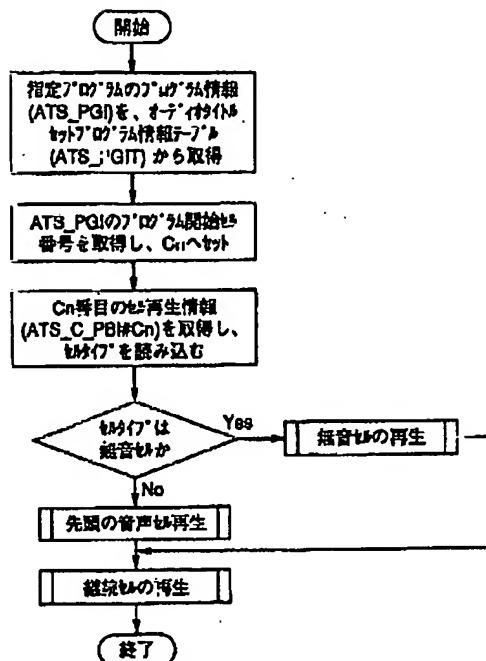 開始
指定プログラムのプログラム情報
(ATS_PGI)を、オーディオタイトル
セットプログラム情報テーブル
から取得
ATS_PGIのプログラム開始セル
番号を取得し、Cnへセット
Cn番目のセル再生情報
(ATS_C_PBI#Cn)を取得し、
セルタイプを読み込む
セルタイプは
無音セルか
Yes
無音セルの再生
No
先頭の音声セル再生
継続セルの再生
終了